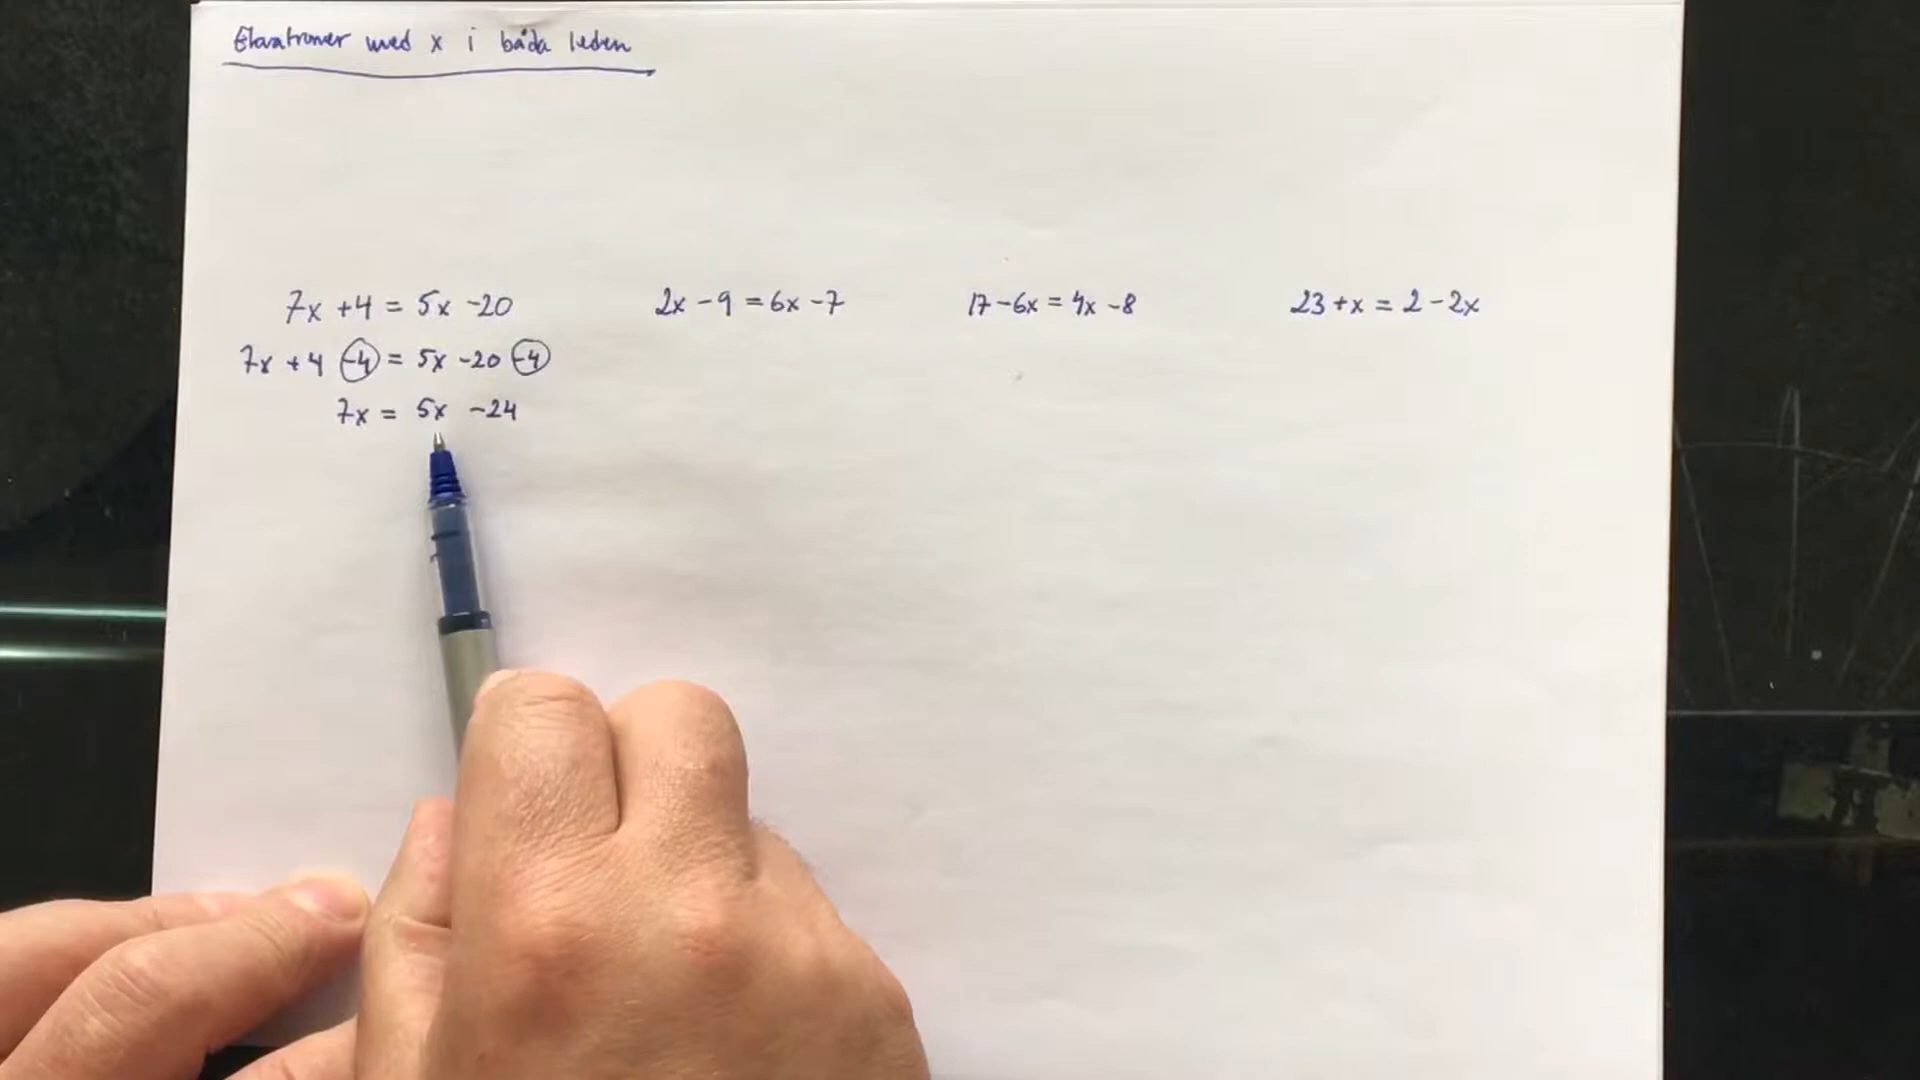 Ekvationer med x i båda leden
7x +4 = 5x -20
7x +4 -4 = 5x -20 -4
7x = 5x -24
2x -9 = 6x -7
17-6x = 4x -8
23+x = 2-2x